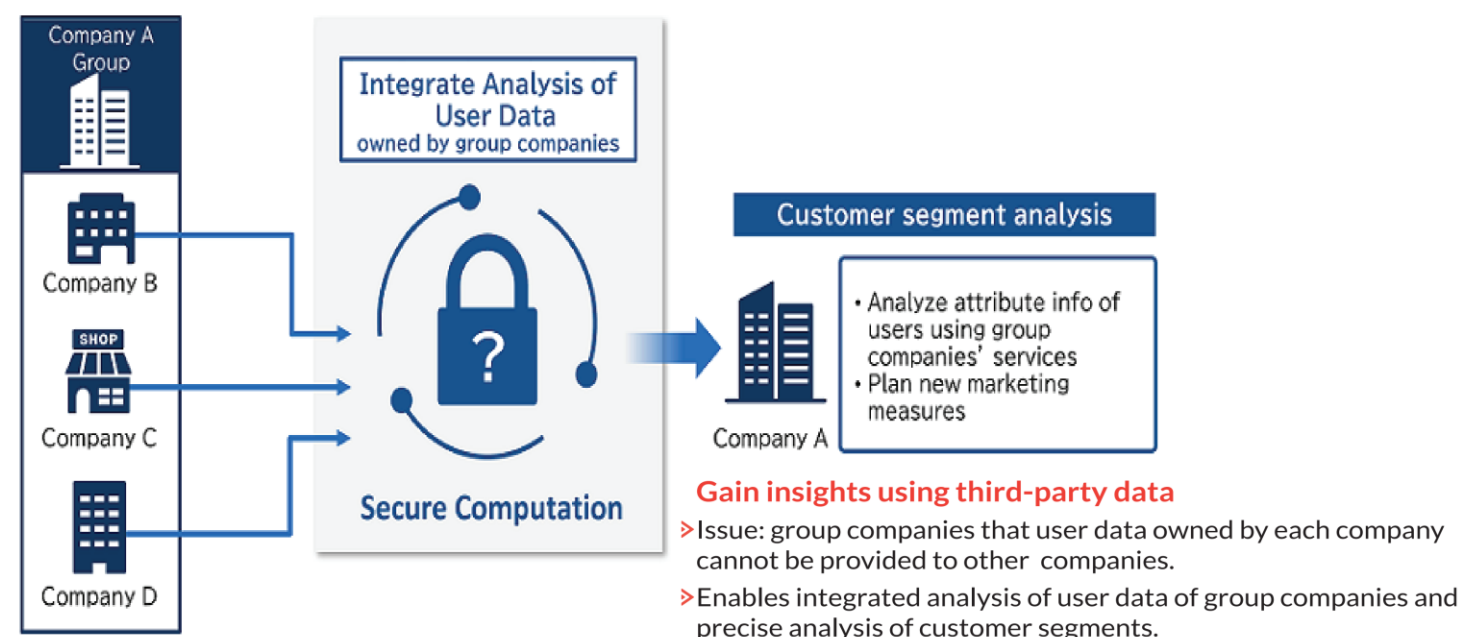 Company A
Group
Company B
SHOP
Company C
Company D
Integrate Analysis of
User Data
owned by group companies
?
Secure Computation
Customer segment analysis
Company A
• Analyze attribute info of
users using group
companies' services
• Plan new marketing
measures
Gain insights using third-party data
>Issue: group companies that user data owned by each company
cannot be provided to other companies.
>Enables integrated analysis of user data of group companies and
precise analysis of customer segments.